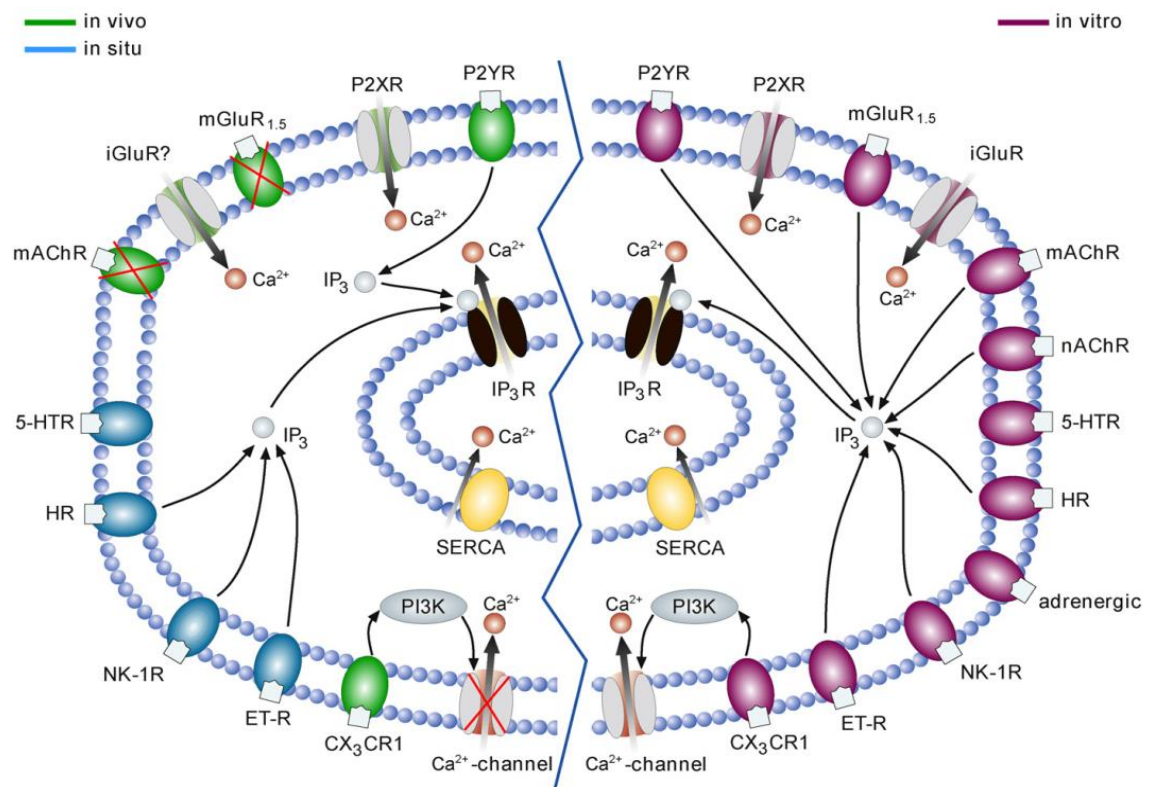 in vivo
in situ
in vitro
P2XR
P2YR
mGluR1.5
iGluR?
mAChR
Ca2+
Ca2+
IP3
Ca2+
IP3R
5-HTR
IP3
Ca2+
HR
SERCA
PI3K
Ca2+
NK-1R
ET-R
CX3CR1
Ca2+-channel
P2YR
P2XR
mGluR1.5
iGluR
Ca2+
mAChR
Ca2+
Ca2+
nAChR
IP3R
5-HTR
IP3
Ca2+
HR
SERCA
Ca2+
PI3K
adrenergic
NK-1R
ET-R
CX3CR1
Ca2+-channel